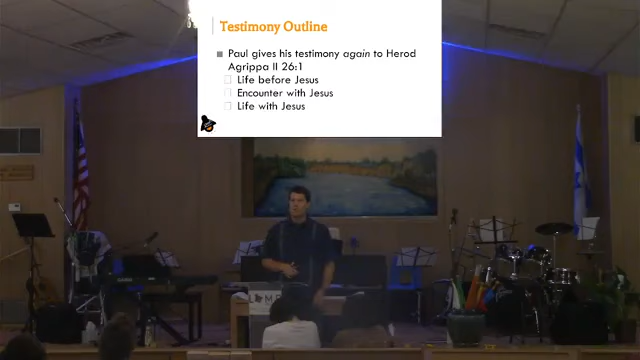 Testimony Outline
Paul gives his testimony again to Herod
Agrippa II 26:1
Life before Jesus
Encounter with Jesus
Life with Jesus